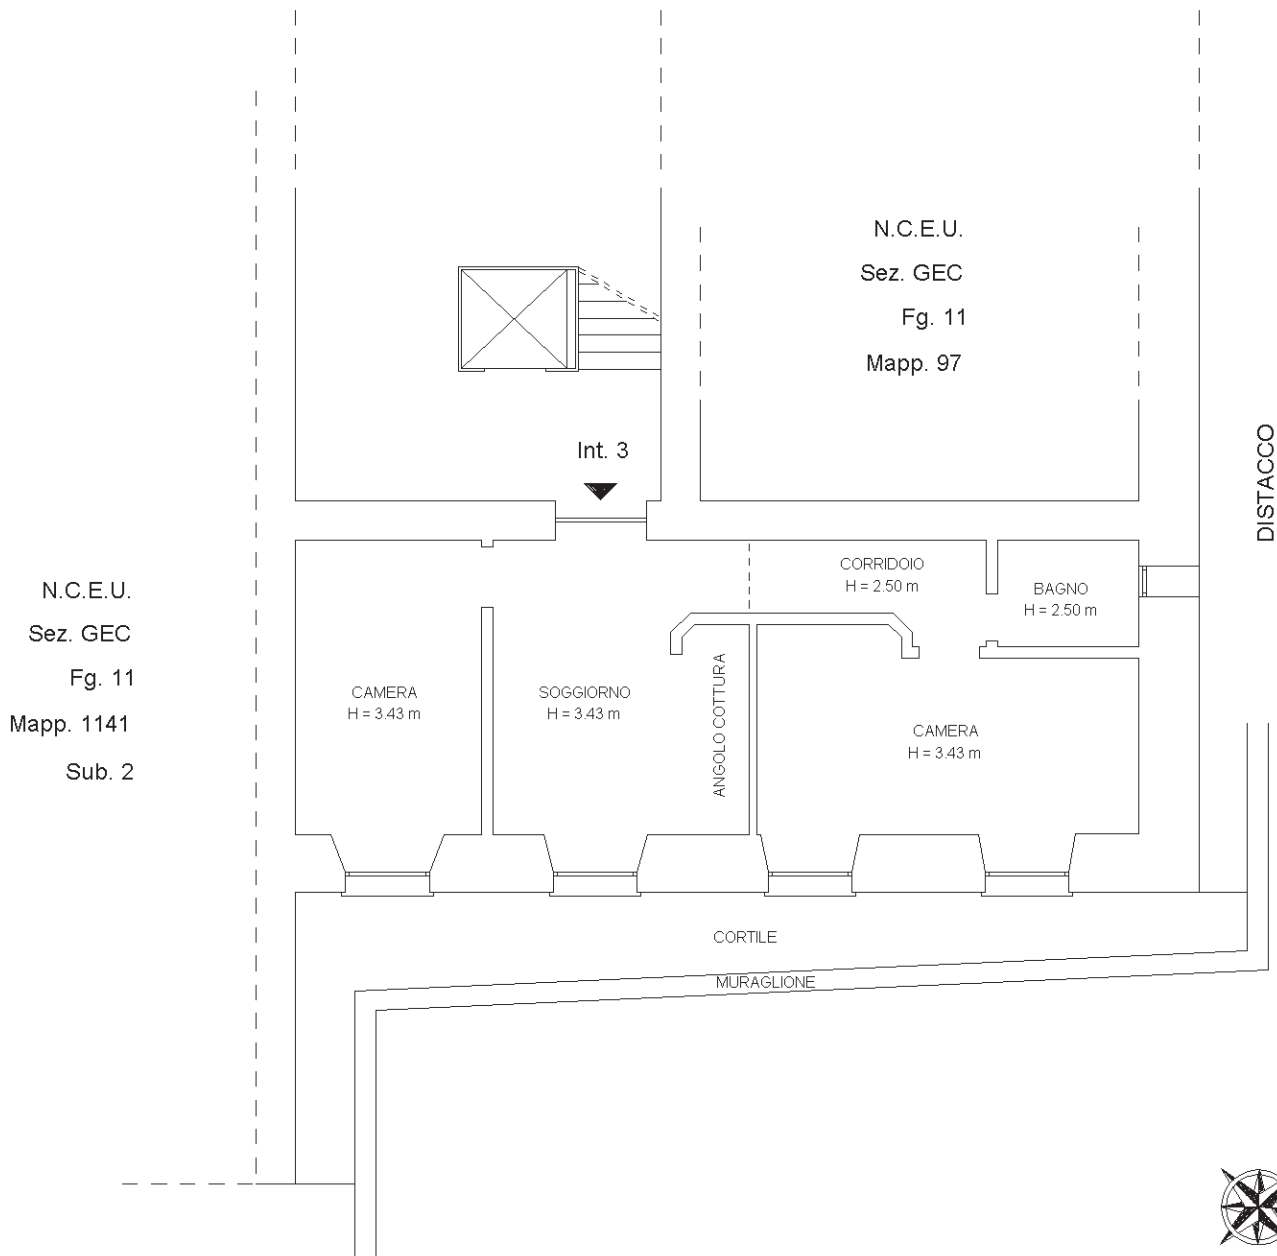 N.C.E.U.
Sez. GEC
Fg. 11
Mapp. 97
Int. 3
DISTACCO
CORRIDOIO
H = 2.50 m
BAGNO
H = 2.50 m
N.C.E.U.
Sez. GEC
Fg. 11
Mapp. 1141
Sub. 2
CAMERA
H = 3.43 m
SOGGIORNO
H = 3.43 m
ANGOLO COTTURA
CAMERA
H = 3.43 m
CORTILE
MURAGLIONE